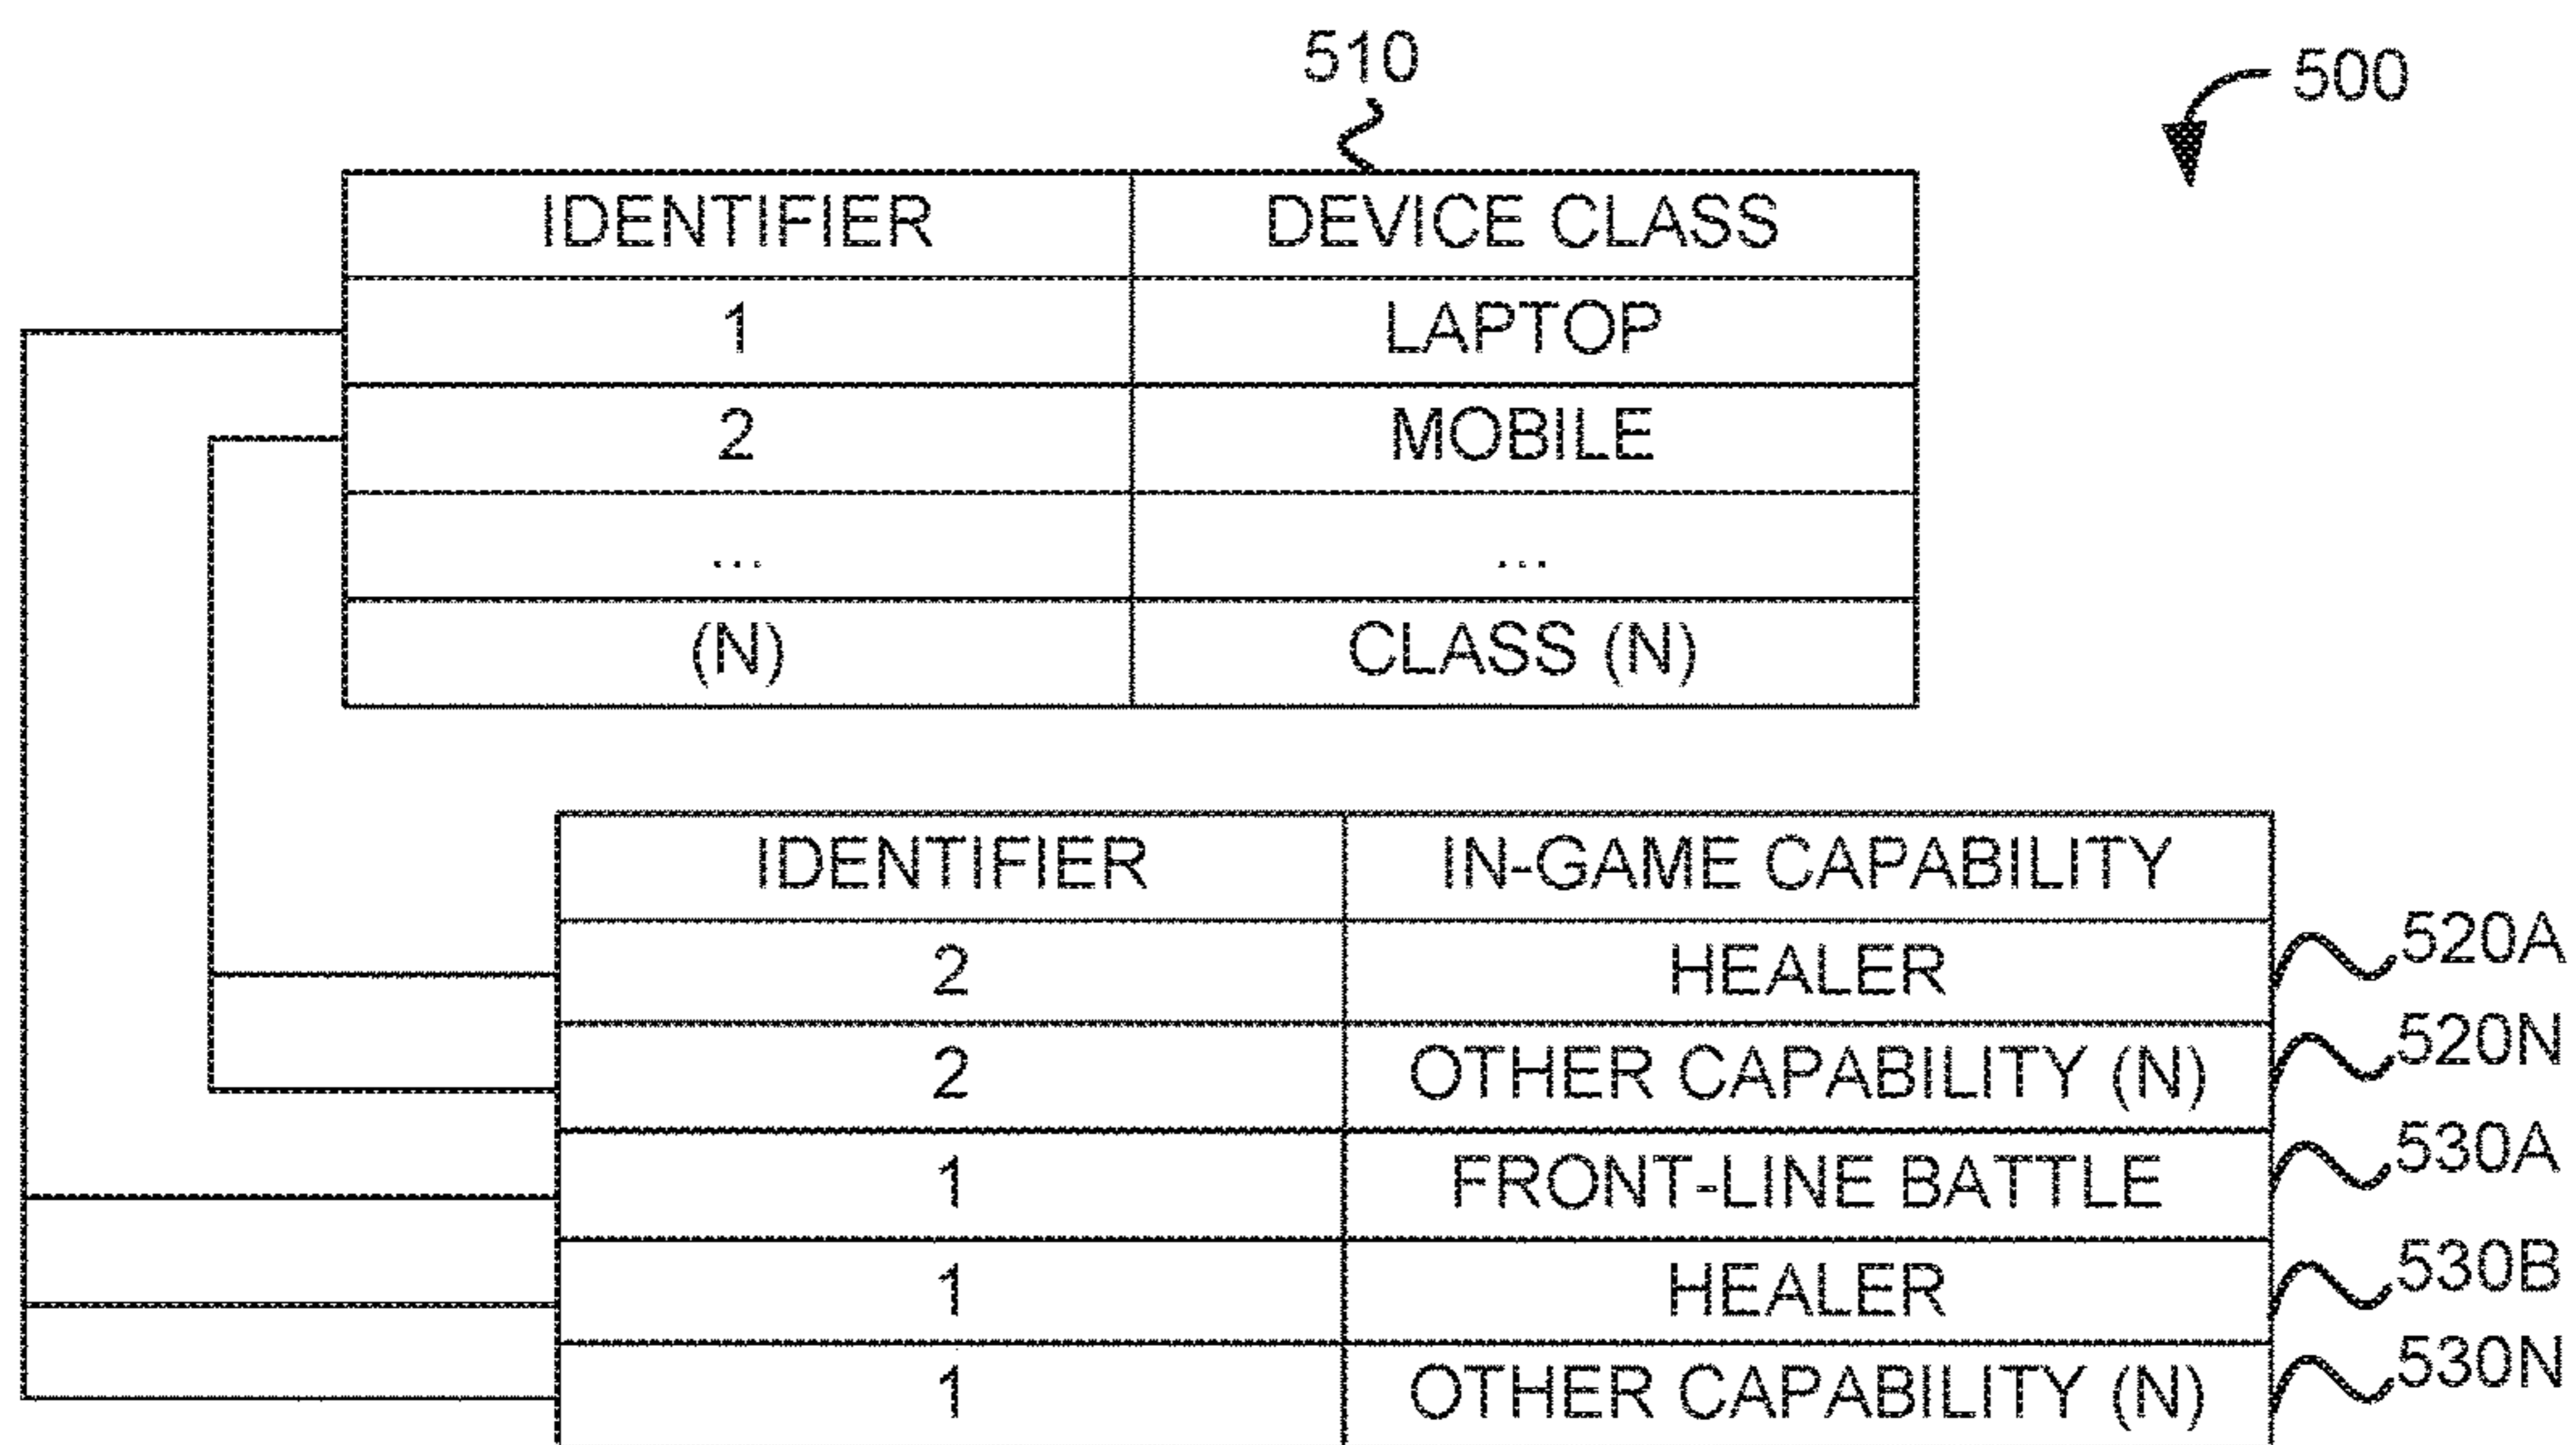 510
500
IDENTIFIER DEVICE CLASS
1 LAPTOP
2 MOBILE
... ...
(N) CLASS (N)
IDENTIFIER IN-GAME CAPABILITY
2 HEALER 520A
2 OTHER CAPABILITY (N) 520N
1 FRONT-LINE BATTLE 530A
1 HEALER 530B
1 OTHER CAPABILITY (N) 530N